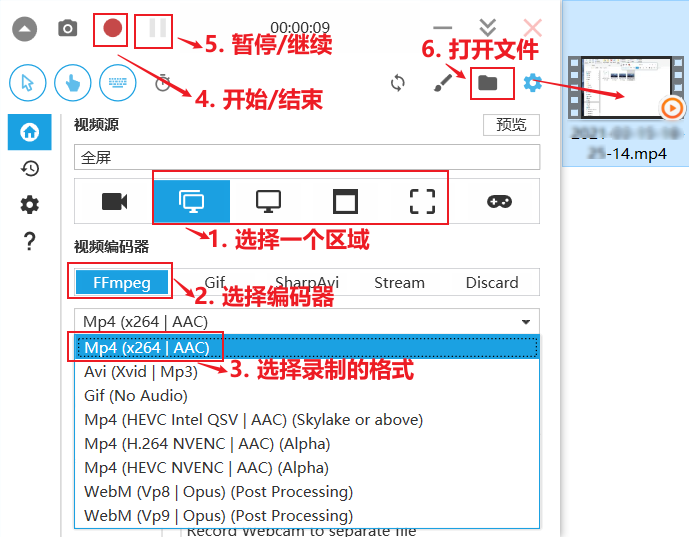 00:00:09
5. 暂停/继续
6. 打开文件
4. 开始/结束
-14.mp4
视频源
预览
全屏
1. 选择一个区域
视频编码器
FFmpeg
Gif
SharpAvi
Stream
Discard
2. 选择编码器
Mp4 (x264 | AAC)
Mp4 (x264 | AAC)
3. 选择录制的格式
Avi (Xvid | Mp3)
Gif (No Audio)
Mp4 (HEVC Intel QSV | AAC) (Skylake or above)
Mp4 (H.264 NVENC | AAC) (Alpha)
Mp4 (HEVC NVENC | AAC) (Alpha)
WebM (Vp8 | Opus) (Post Processing)
WebM (Vp9 | Opus) (Post Processing)
Record Webcam to separate file